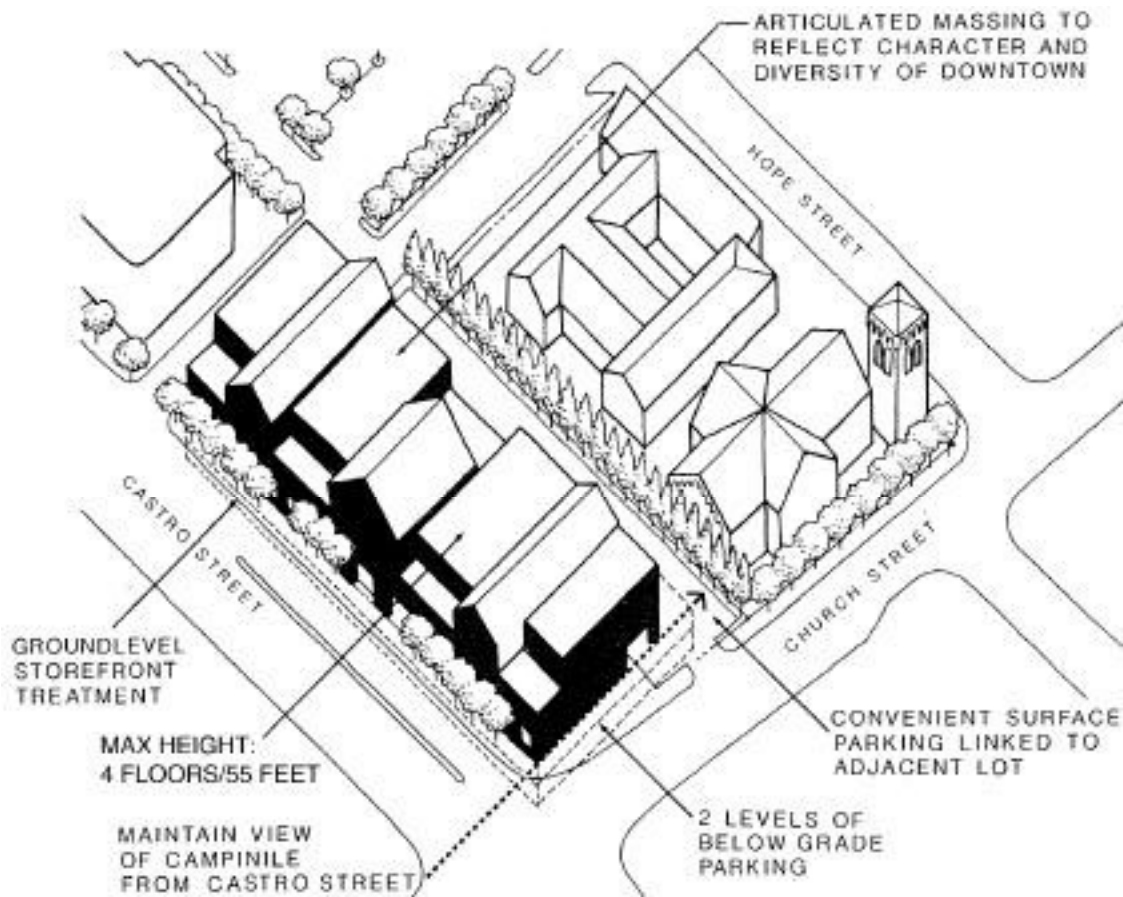 ARTICULATED MASSING TO
REFLECT CHARACTER AND
DIVERSITY OF DOWNTOWN
HOPE STREET
CASTRO STREET
CHURCH STREET
GROUNDLEVEL
STOREFRONT
TREATMENT
MAX HEIGHT:
4 FLOORS/55 FEET
CONVENIENT SURFACE
PARKING LINKED TO
ADJACENT LOT
2 LEVELS OF
BELOW GRADE
PARKING
MAINTAIN VIEW
OF CAMPINILE
FROM CASTRO STREET